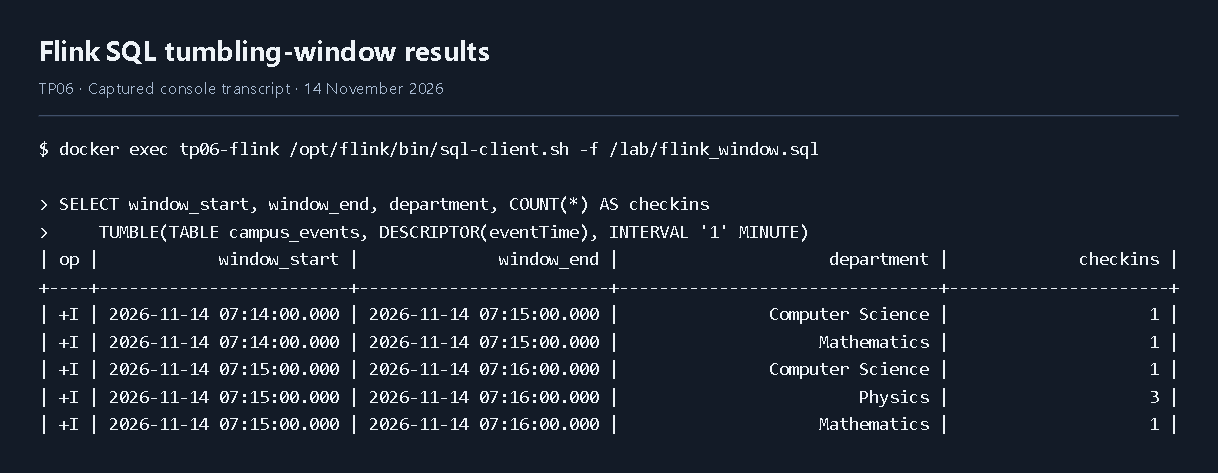 Flink SQL tumbling-window results
TP06 · Captured console transcript · 14 November 2026
$ docker exec tp06-flink /opt/flink/bin/sql-client.sh -f /lab/flink_window.sql
> SELECT window_start, window_end, department, COUNT(*) AS checkins
>     TUMBLE(TABLE campus_events, DESCRIPTOR(eventTime), INTERVAL '1' MINUTE)
| op |            window_start |              window_end |                     department |             checkins |
+----+-------------------------+-------------------------+--------------------------------+----------------------+
| +I | 2026-11-14 07:14:00.000 | 2026-11-14 07:15:00.000 |               Computer Science |                    1 |
| +I | 2026-11-14 07:14:00.000 | 2026-11-14 07:15:00.000 |                    Mathematics |                    1 |
| +I | 2026-11-14 07:15:00.000 | 2026-11-14 07:16:00.000 |               Computer Science |                    1 |
| +I | 2026-11-14 07:15:00.000 | 2026-11-14 07:16:00.000 |                        Physics |                    3 |
| +I | 2026-11-14 07:15:00.000 | 2026-11-14 07:16:00.000 |                    Mathematics |                    1 |